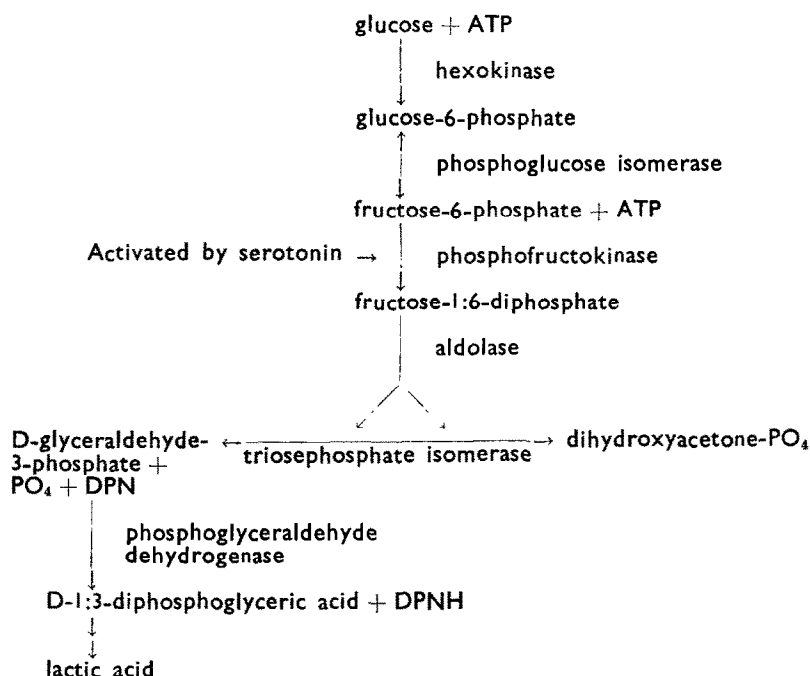 glucose + ATP
hexokinase
glucose-6-phosphate
phosphoglucose isomerase
fructose-6-phosphate + ATP
Activated by serotonin → phosphofructokinase
fructose-1:6-diphosphate
aldolase
D-glyceraldehyde-
3-phosphate +
PO₄ + DPN
triosephosphate isomerase
dihydroxyacetone-PO₄
phosphoglyceraldehyde
dehydrogenase
D-1:3-diphosphoglyceric acid + DPNH
lactic acid